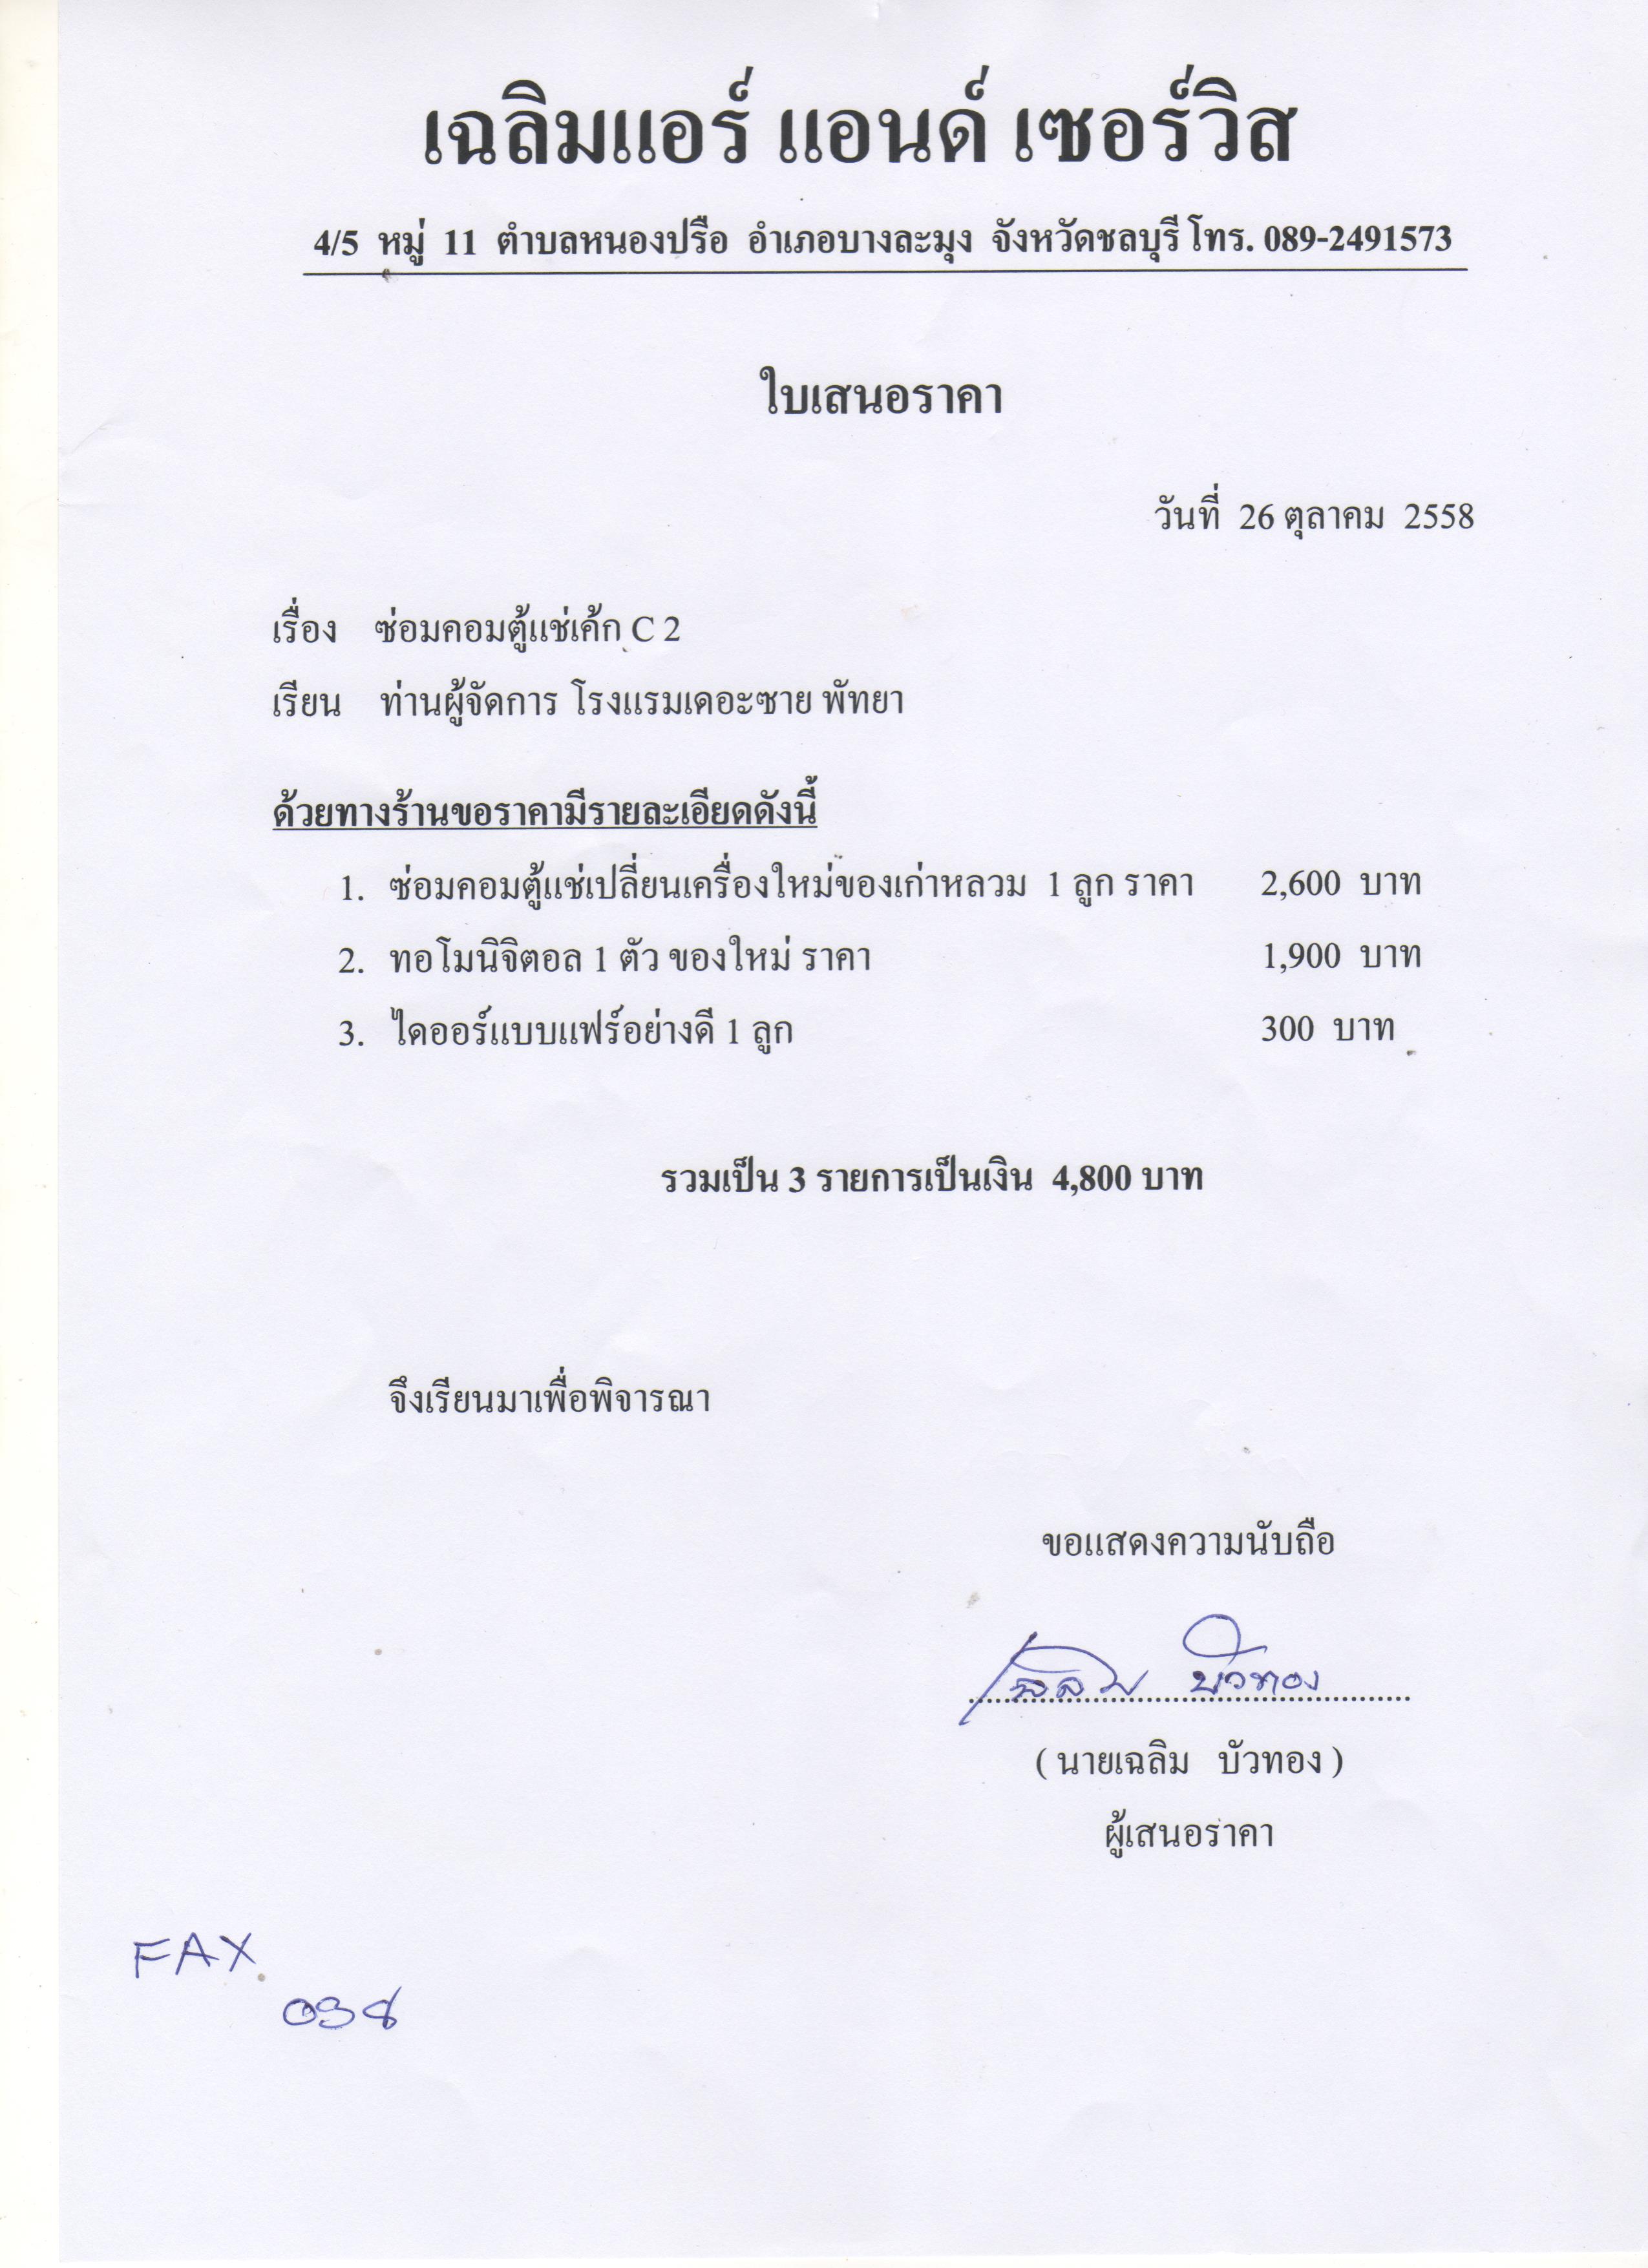 เฉลิมแอร์ แอนด์ เซอร์วิส
4/5 หมู่ 11 ตำบลหนองปรือ อำเภอบางละมุง จังหวัดชลบุรี โทร. 089-2491573
ใบเสนอราคา
วันที่ 26 ตุลาคม 2558
เรื่อง ซ่อมคอมตู้แช่เค้ก C 2
เรียน ท่านผู้จัดการ โรงแรมเดอะซาย พัทยา
ด้วยทางร้านขอราคามีรายละเอียดดังนี้
1. ซ่อมคอมตู้แช่เปลี่ยนเครื่องใหม่ของเก่าหลวม 1 ลูก ราคา 2,600 บาท
2. ทอโมนิจิตอล 1 ตัว ของใหม่ ราคา 1,900 บาท
3. ไดออร์แบบแฟร์อย่างดี 1 ลูก 300 บาท
รวมเป็น 3 รายการเป็นเงิน 4,800 บาท
จึงเรียนมาเพื่อพิจารณา
ขอแสดงความนับถือ
เฉลิม บัวทอง
( นายเฉลิม บัวทอง )
ผู้เสนอราคา
FAX
038